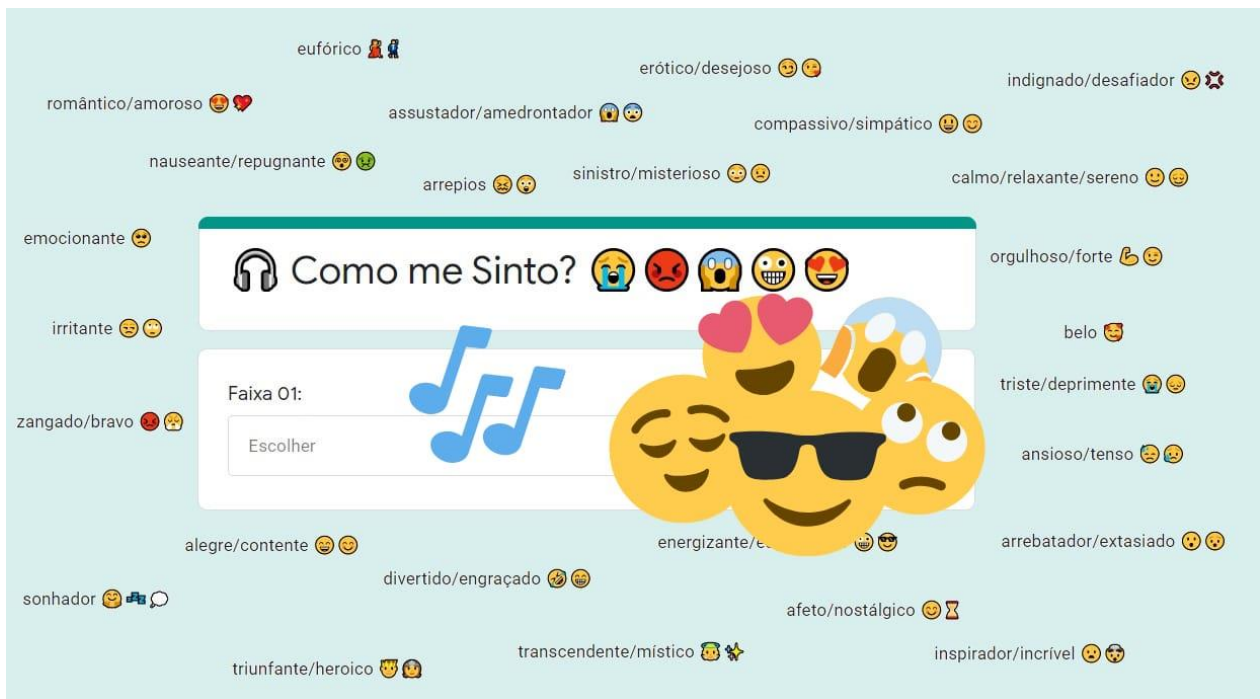 eufórico
erótico/desejoso
indignado/desafiador
romântico/amoroso
assustador/amedrontador
compassivo/simpático
nauseante/repugnante
arrepios
sinistro/misterioso
calmo/relaxante/sereno
emocionante
orgulhoso/forte
Como me Sinto?
irritante
belo
Faixa 01:
triste/deprimente
zangado/bravo
Escolher
ansioso/tenso
alegre/contente
energizante/
arrebatador/extasiado
divertido/engraçado
sonhador
afeto/nostálgico
transcendente/místico
inspirador/incrível
triunfante/heroico